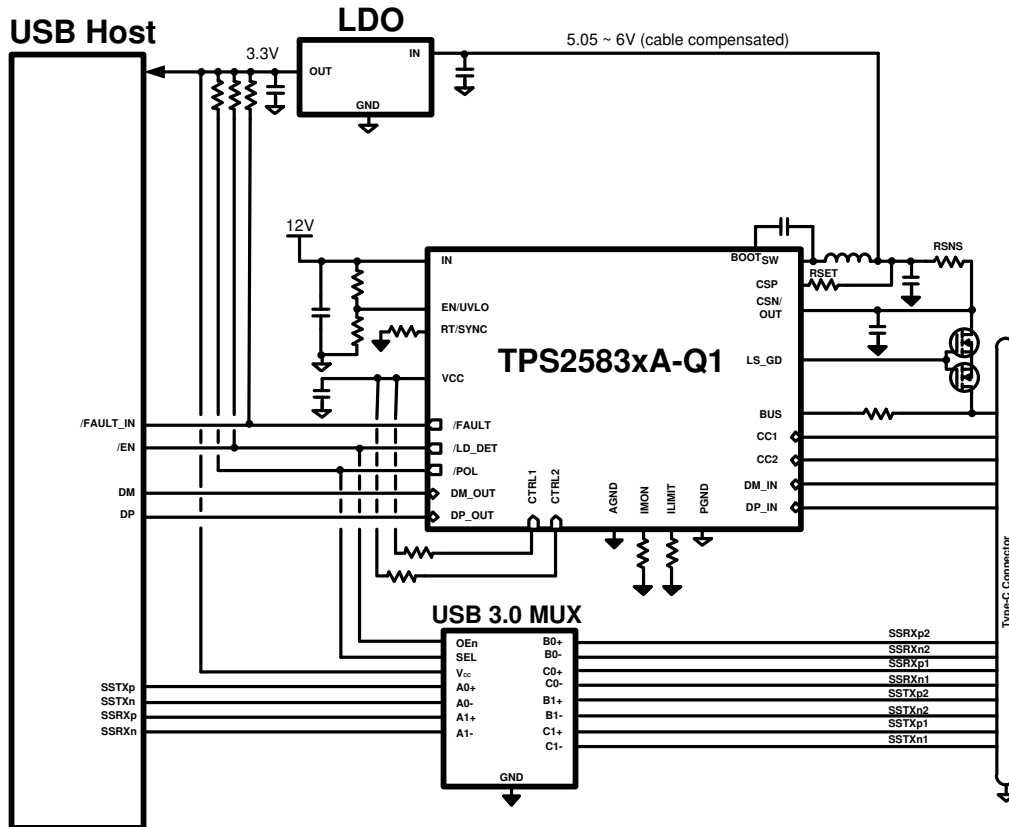 USB Host
LDO
3.3V
OUT
IN
GND
5.05 ~ 6V (cable compensated)
12V
IN
EN/UVLO
RT/SYNC
VCC
/FAULT
/LD_DET
/POL
DM_OUT
DP_OUT
CTRL1
CTRL2
AGND
IMON
ILIMIT
PGND
TPS2583xA-Q1
BOOT
SW
CSP
CSN/
OUT
LS_GD
BUS
CC1
CC2
DM_IN
DP_IN
RSET
RSNS
/FAULT_IN
/EN
DM
DP
Type-C Connector
USB 3.0 MUX
OEn
SEL
Vcc
A0+
A0-
A1+
A1-
B0+
B0-
C0+
C0-
B1+
B1-
C1+
C1-
GND
SSTXp
SSTXn
SSRXp
SSRXn
SSRXp2
SSRXn2
SSRXp1
SSRXn1
SSTXp2
SSTXn2
SSTXp1
SSTXn1